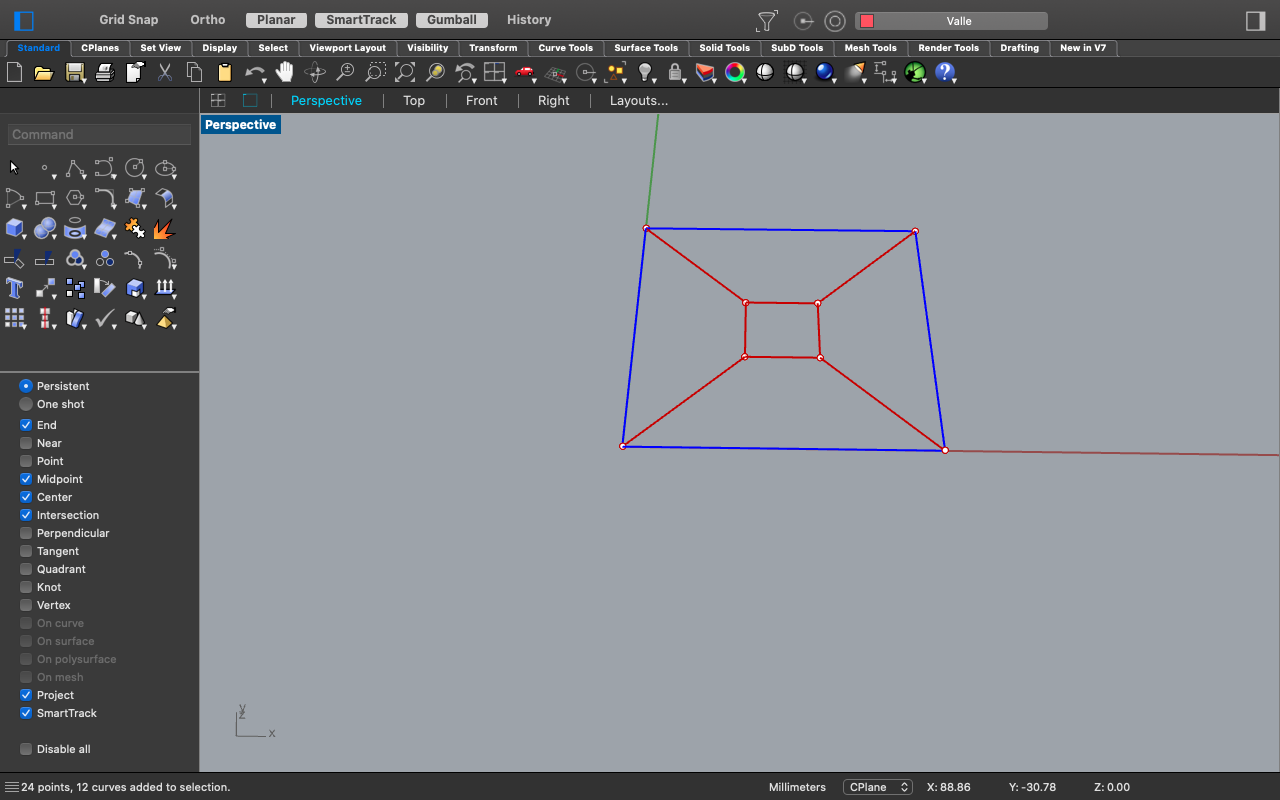 Grid Snap Ortho Planar SmartTrack Gumball History Valle
Standard CPlanes Set View Display Select Viewport Layout Visibility Transform Curve Tools Surface Tools Solid Tools SubD Tools Mesh Tools Render Tools Drafting New in V7
Perspective Top Front Right Layouts...
Perspective
Command
Persistent
One shot
End
Near
Point
Midpoint
Center
Intersection
Perpendicular
Tangent
Quadrant
Knot
Vertex
On curve
On surface
On polysurface
On mesh
Project
SmartTrack
Disable all
y
z
x
24 points, 12 curves added to selection. Millimeters CPlane X: 88.86 Y: -30.78 Z: 0.00